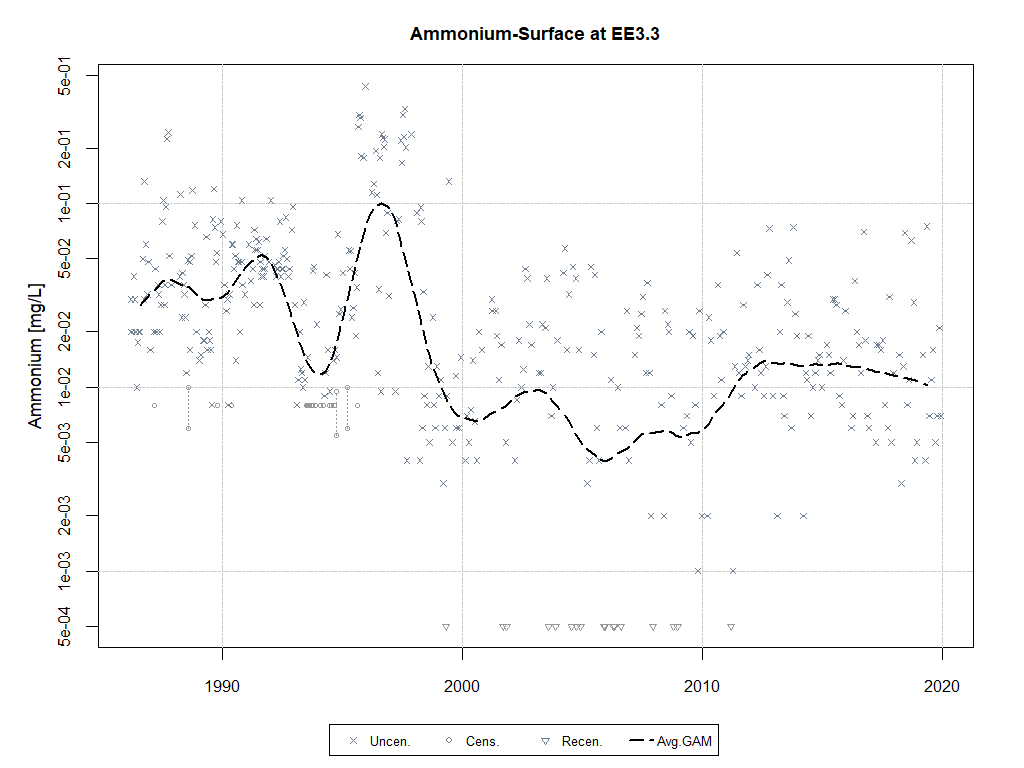 Ammonium-Surface at EE3.3
Ammonium [mg/L]
5e-01
2e-01
1e-01
5e-02
2e-02
1e-02
5e-03
2e-03
1e-03
5e-04
1990 2000 2010 2020
Uncen. Cens. Recen. Avg.GAM